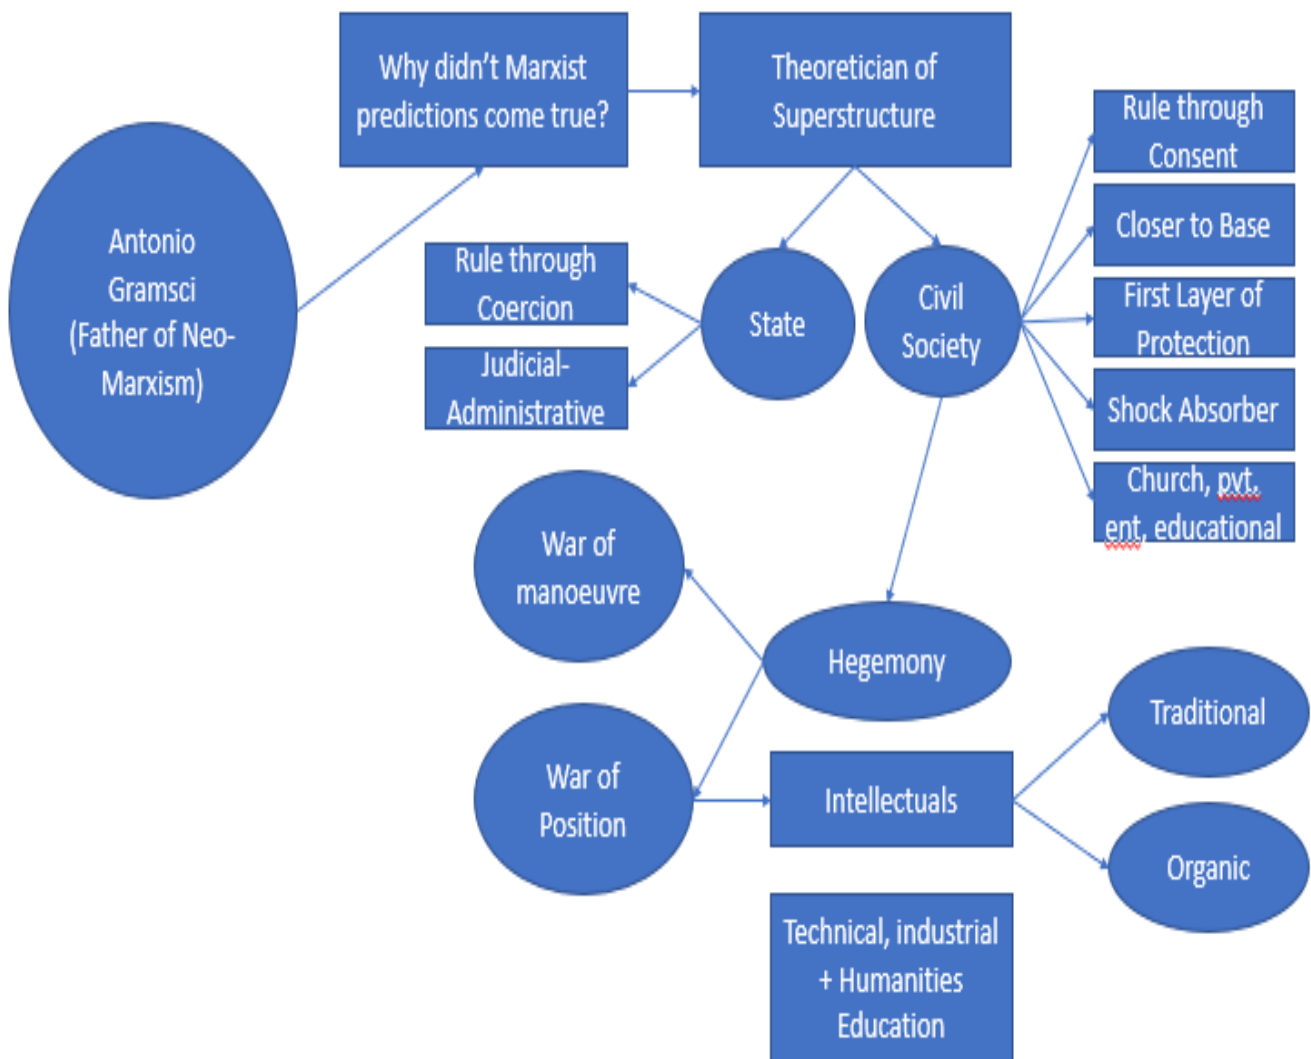 Why didn't Marxist
predictions come true?
Theoretician of
Superstructure
Antonio
Gramsci
(Father of Neo-
Marxism)
Rule through
Coercion
Judicial-
Administrative
State
Civil
Society
Rule through
Consent
Closer to Base
First Layer of
Protection
Shock Absorber
Church, pvt.
ent, educational
War of
manoeuvre
Hegemony
War of
Position
Intellectuals
Traditional
Organic
Technical, industrial
+ Humanities
Education